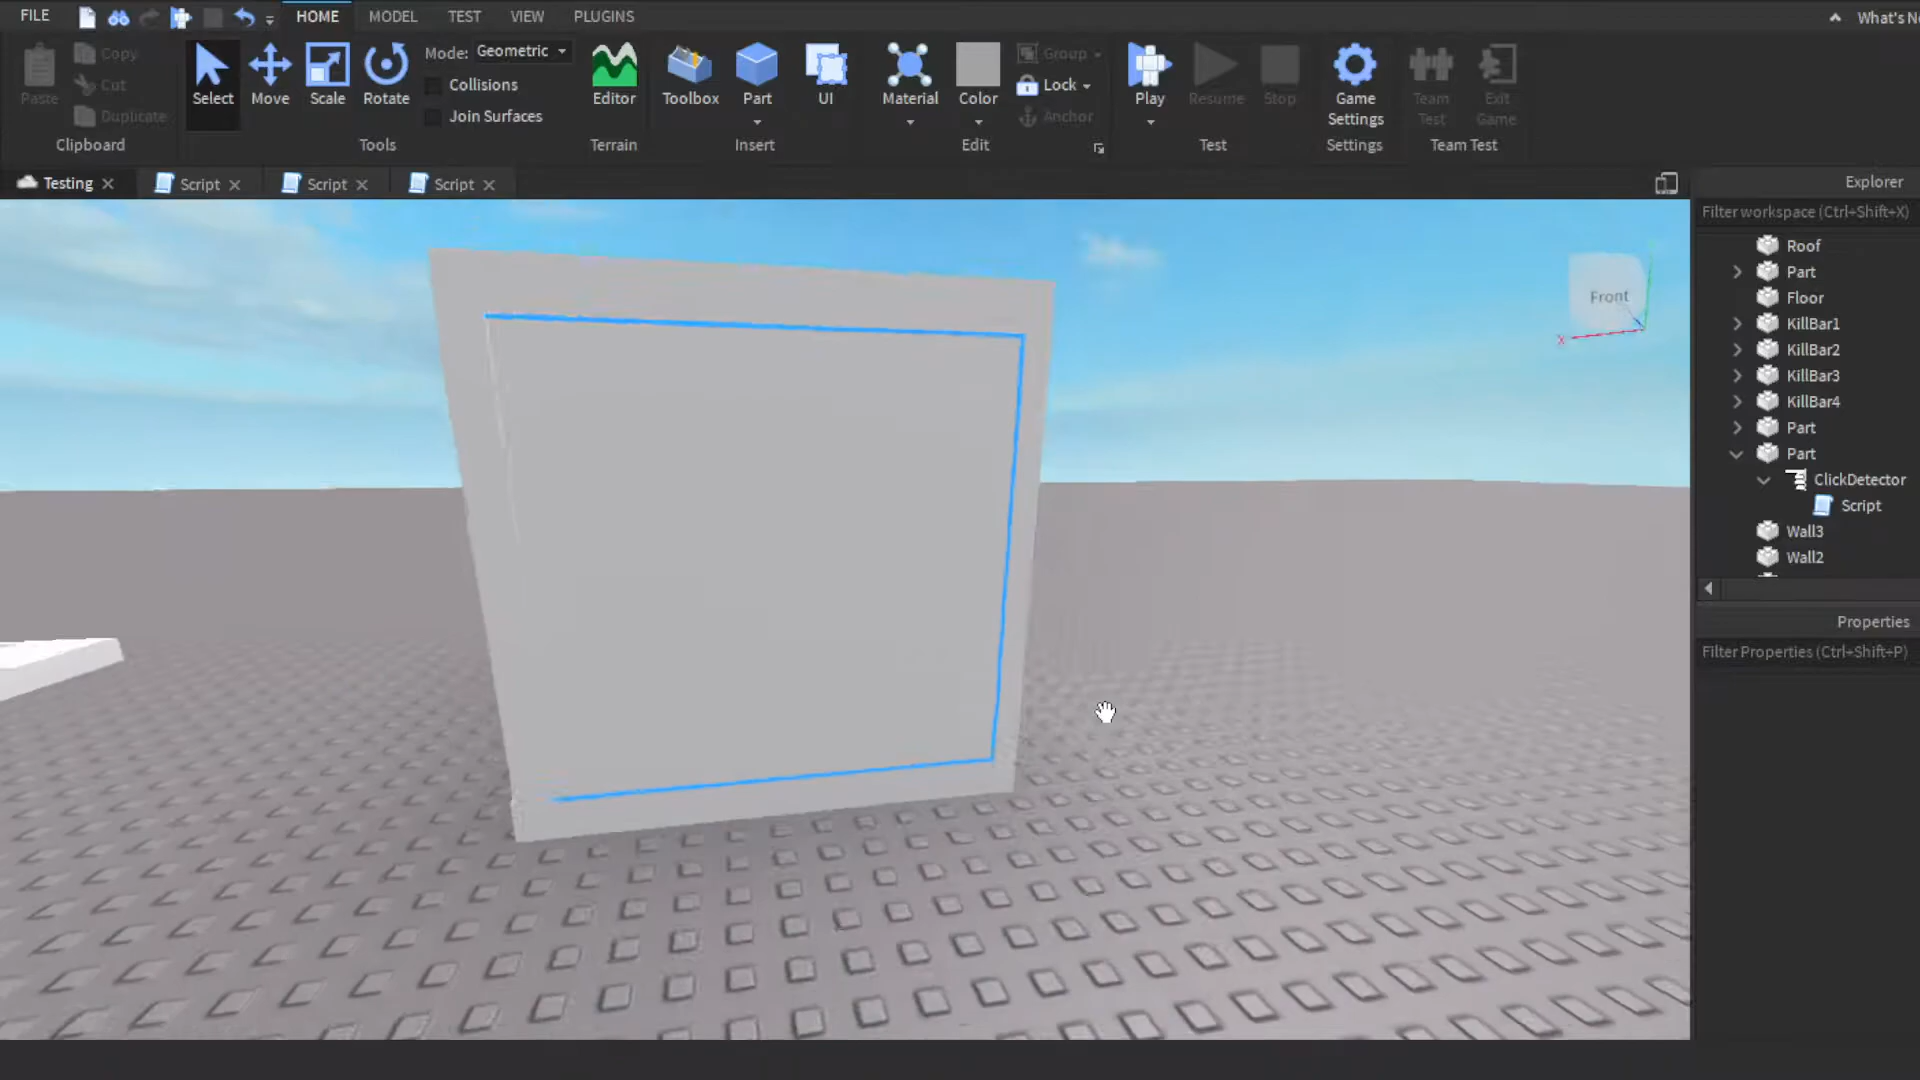 FILE
HOME
MODEL
TEST
VIEW
PLUGINS
What's N
Paste
Copy
Cut
Duplicate
Clipboard
Select
Move
Scale
Rotate
Mode: Geometric
Collisions
Join Surfaces
Tools
Editor
Terrain
Toolbox
Part
UI
Insert
Material
Color
Group
Lock
Anchor
Edit
Play
Resume
Stop
Test
Game
Settings
Settings
Team
Test
Exit
Game
Team Test
Testing
Script
Script
Script
Front
X
Explorer
Filter workspace (Ctrl+Shift+X)
Roof
Part
Floor
KillBar1
KillBar2
KillBar3
KillBar4
Part
Part
ClickDetector
Script
Wall3
Wall2
Properties
Filter Properties (Ctrl+Shift+P)